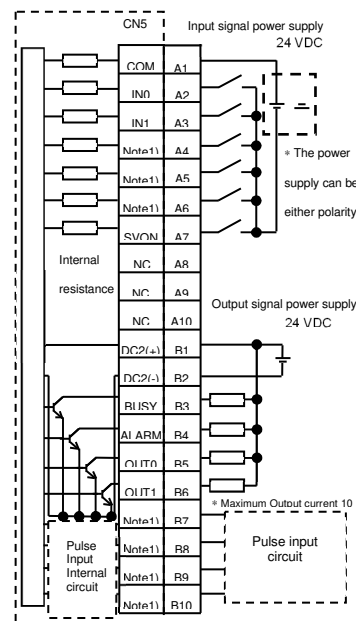 CN5
Input signal power supply
24 VDC
COM A1
IN0 A2
IN1 A3
Note1) A4
Note1) A5
Note1) A6
SVON A7
NC A8
NC A9
NC A10
DC2(+) B1
DC2(-) B2
BUSY B3
ALARM B4
OUT0 B5
OUT1 B6
Note1) B7
Note1) B8
Note1) B9
Note1) B10
* The power
supply can be
either polarity
Internal
resistance
Output signal power supply
24 VDC
* Maximum Output current 10
Pulse
Input
Internal
circuit
Pulse input
circuit